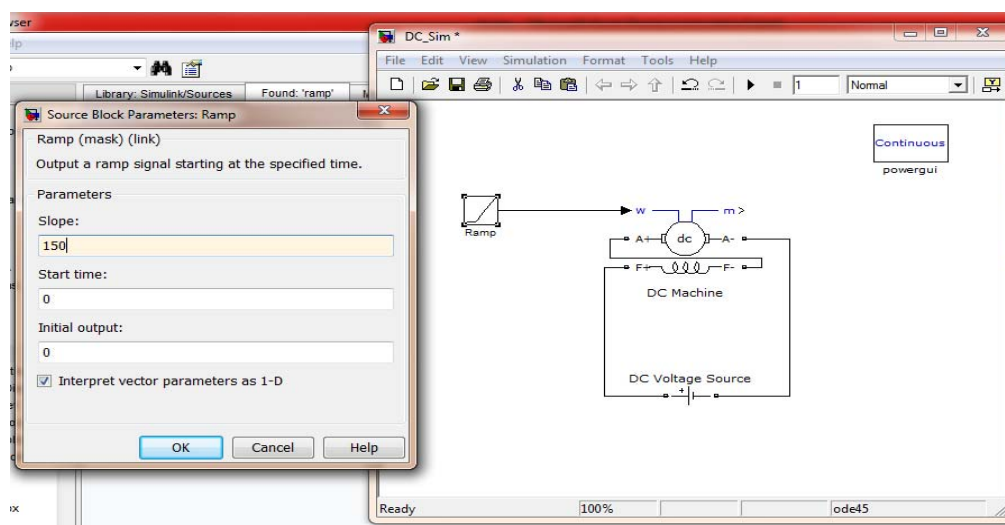 wser
lp
Library: Simulink/Sources
Found: 'ramp'
Source Block Parameters: Ramp
Ramp (mask) (link)
Output a ramp signal starting at the specified time.
Parameters
Slope:
150
Start time:
0
Initial output:
0
Interpret vector parameters as 1-D
OK Cancel Help
DC_Sim *
File Edit View Simulation Format Tools Help
1 Normal
Continuous
powergui
Ramp
w m >
A+ dc A-
F+ F-
DC Machine
DC Voltage Source
+
Ready 100% ode45